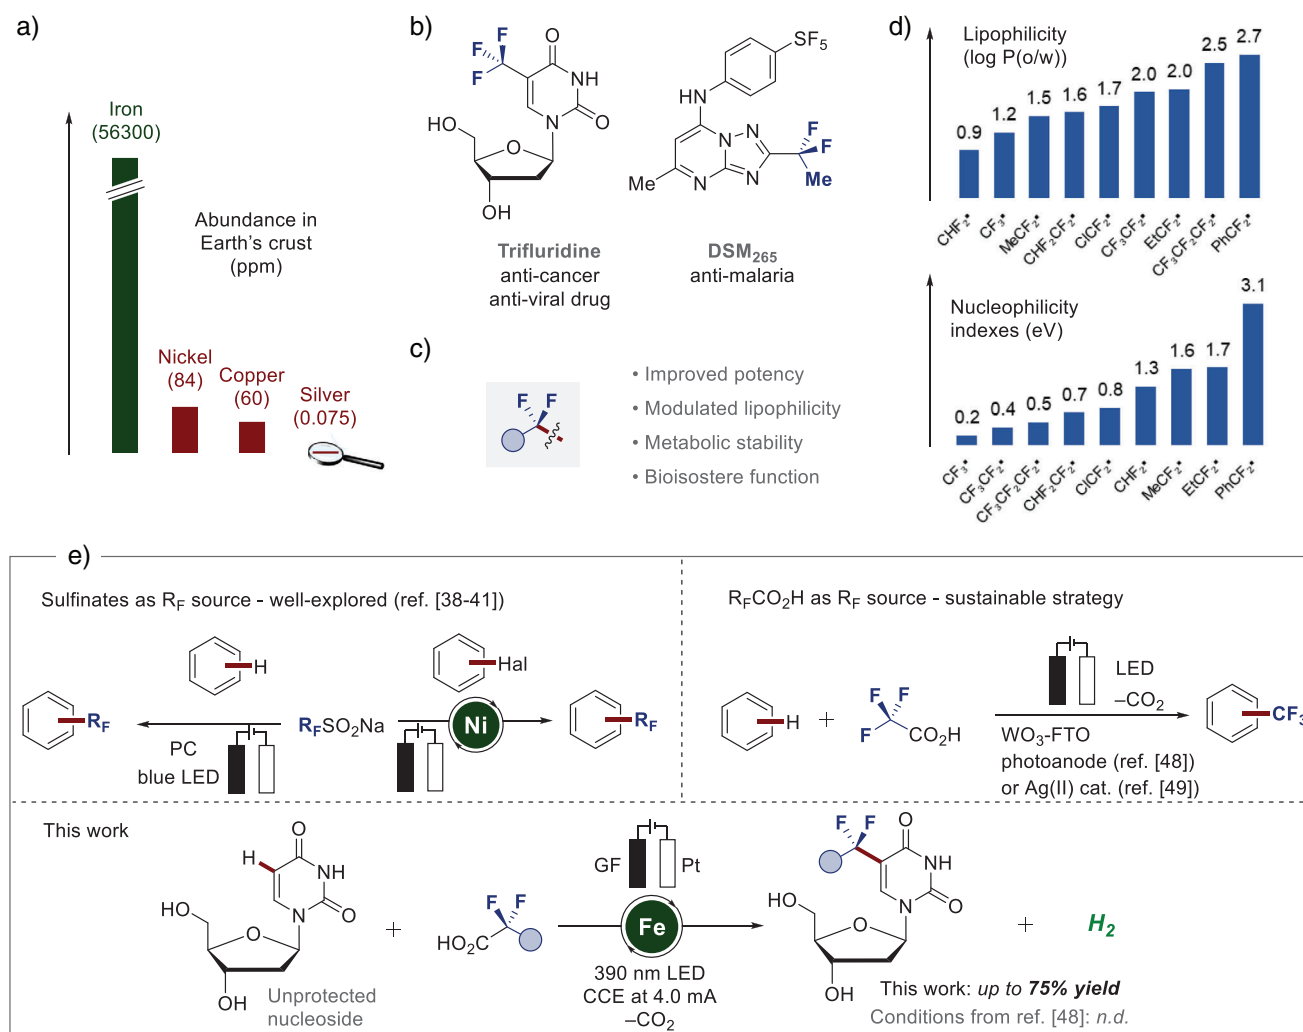 a)
Iron
(56300)
Abundance in
Earth's crust
(ppm)
Nickel
(84)
Copper
(60)
Silver
(0.075)
b)
F
F
F
O
NH
N
O
HO
O
OH
Trifluridine
anti-cancer
anti-viral drug
SF5
HN
N
N
F
F
Me
N
N
Me
DSM265
anti-malaria
c)
F F
• Improved potency
• Modulated lipophilicity
• Metabolic stability
• Bioisostere function
d)
Lipophilicity
(log P(o/w))
0.9
1.2
1.5
1.6
1.7
2.0
2.0
2.5
2.7
CHF2•
CF3•
MeCF2•
CHF2CF2•
ClCF2•
CF3CF2•
EtCF2•
CF3CF2CF2•
PhCF2•
Nucleophilicity
indexes (eV)
0.2
0.4
0.5
0.7
0.8
1.3
1.6
1.7
3.1
CF3•
CF3CF2•
CF3CF2CF2•
CHF2CF2•
ClCF2•
CHF2•
MeCF2•
EtCF2•
PhCF2•
e)
Sulfinates as RF source - well-explored (ref. [38-41])
H
Hal
RF
PC
blue LED
RFSO2Na
Ni
RF
RFCO2H as RF source - sustainable strategy
H
+
F
F
F
CO2H
LED
–CO2
WO3-FTO
photoanode (ref. [48])
or Ag(II) cat. (ref. [49])
CF3
This work
H
O
NH
N
O
HO
O
OH
Unprotected
nucleoside
+
F F
HO2C
GF
Pt
Fe
390 nm LED
CCE at 4.0 mA
–CO2
F F
O
NH
N
O
HO
O
OH
+
H2
This work: up to 75% yield
Conditions from ref. [48]: n.d.